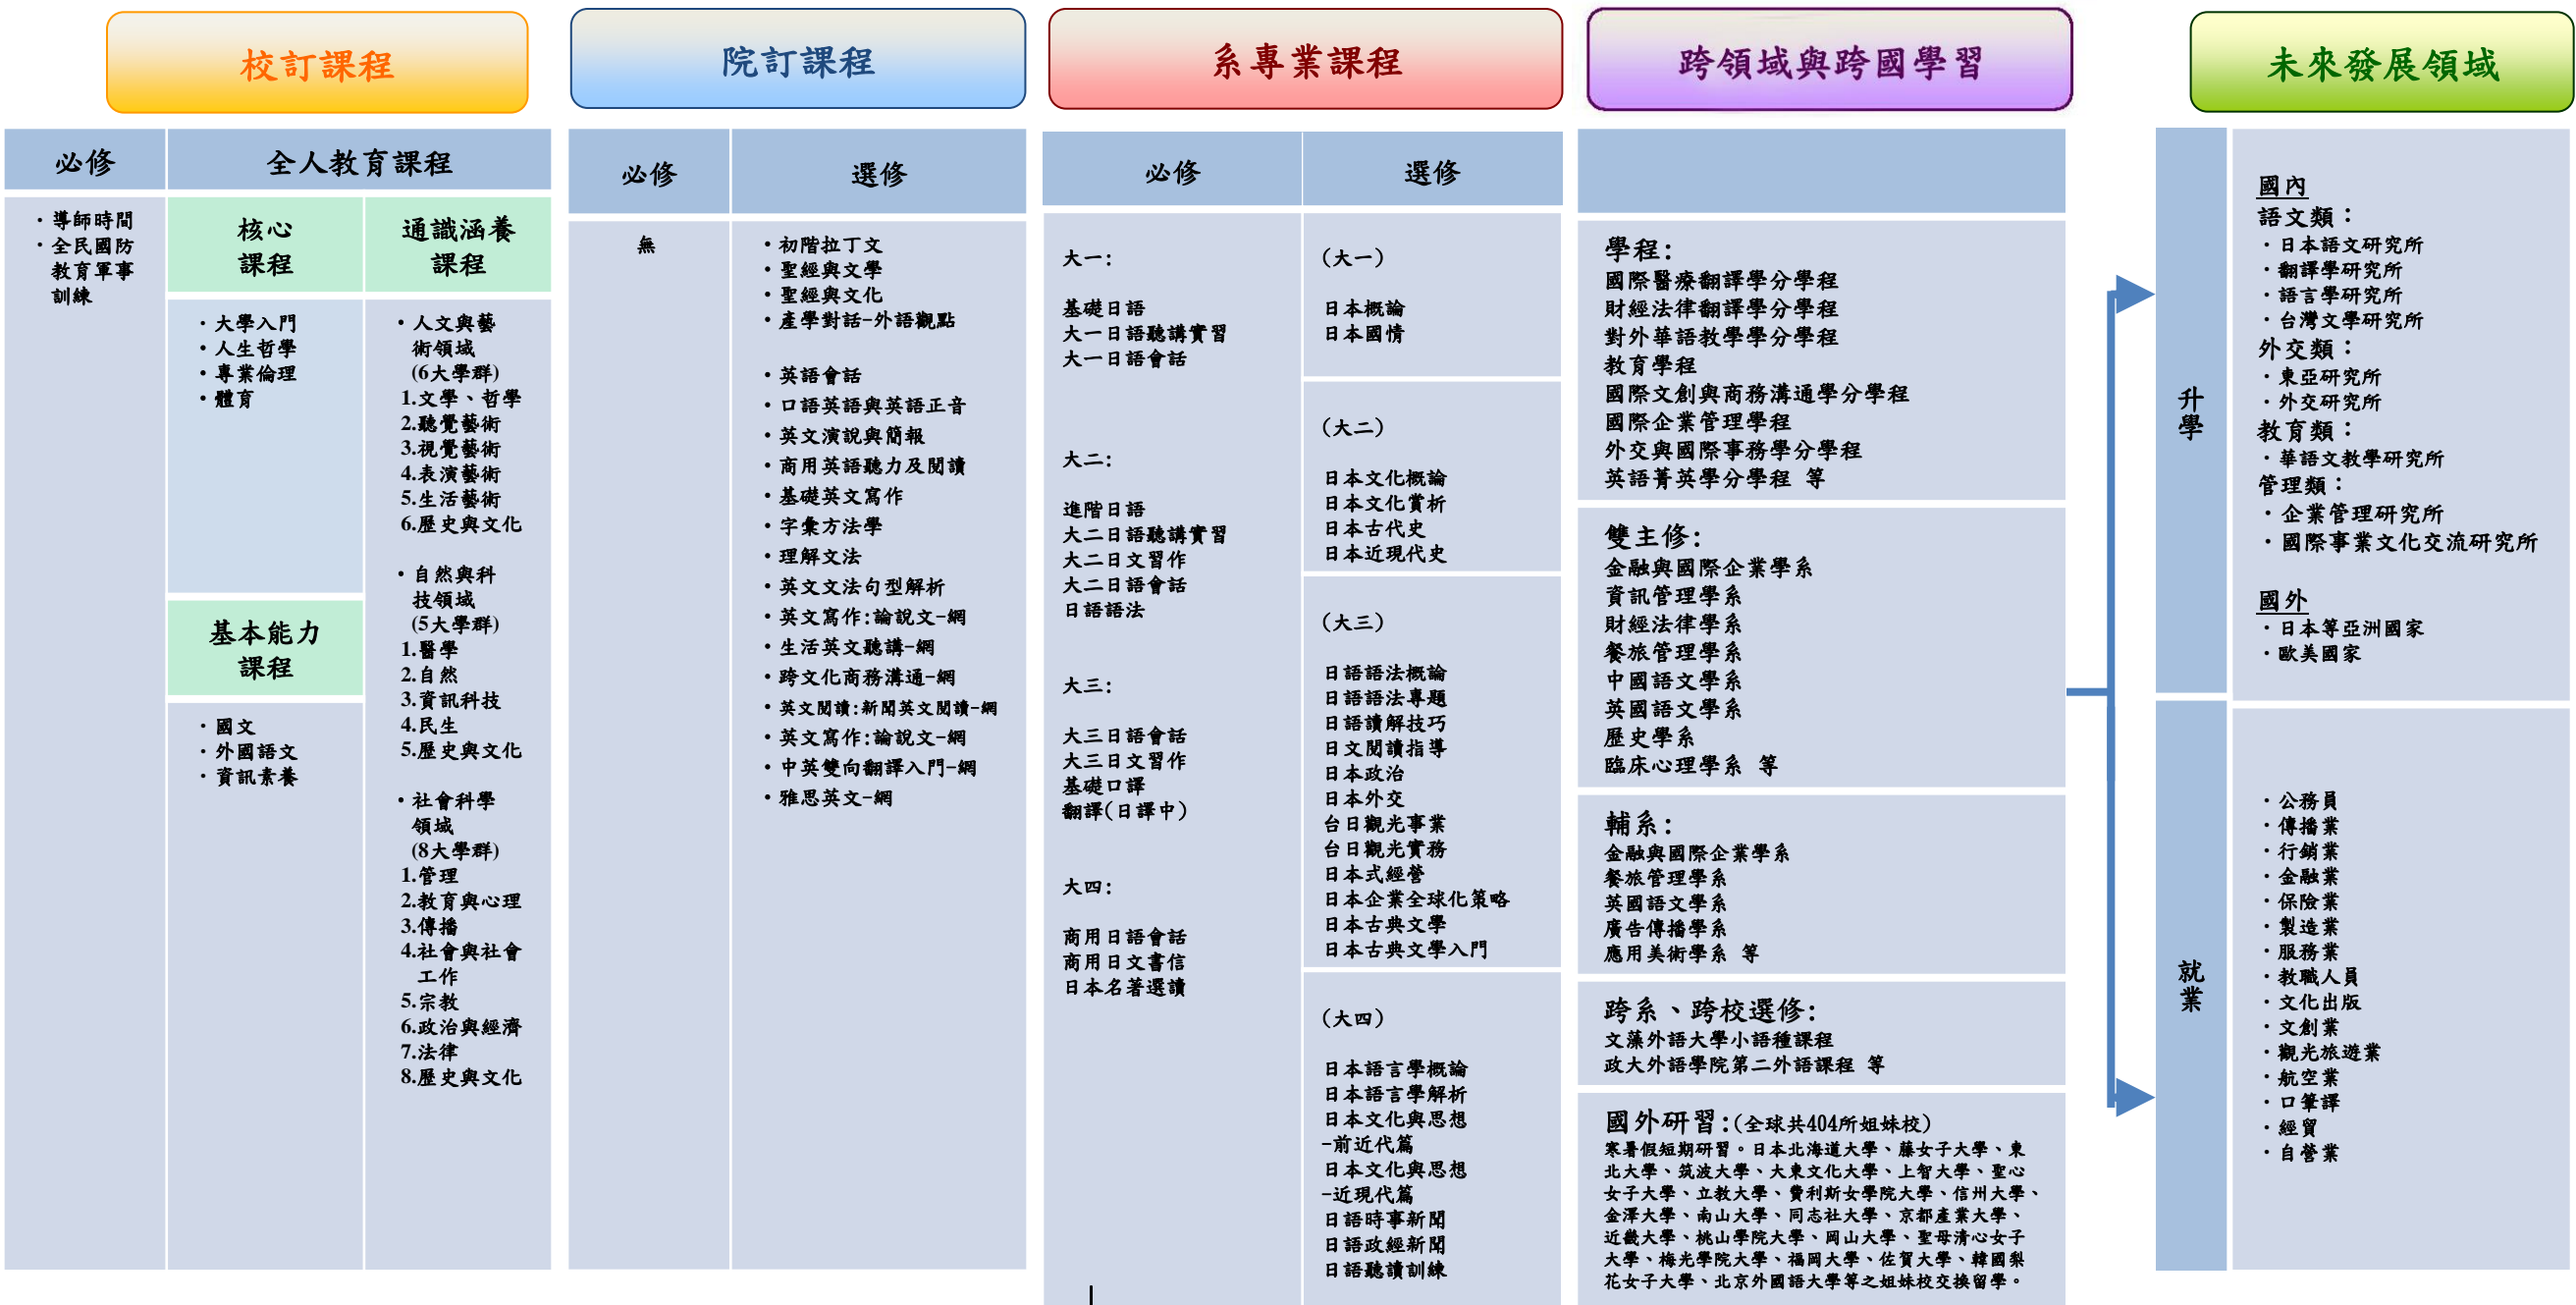 校訂課程
必修
全人教育課程
・導師時間
・全民國防
教育軍事
訓練
核心
課程
・大學入門
・人生哲學
・專業倫理
・體育
基本能力
課程
・國文
・外國語文
・資訊素養
通識涵養
課程
・人文與藝
術領域
(6大學群)
1.文學、哲學
2.聽覺藝術
3.視覺藝術
4.表演藝術
5.生活藝術
6.歷史與文化
・自然與科
技領域
(5大學群)
1.醫學
2.自然
3.資訊科技
4.民生
5.歷史與文化
・社會科學
領域
(8大學群)
1.管理
2.教育與心理
3.傳播
4.社會與社會
工作
5.宗教
6.政治與經濟
7.法律
8.歷史與文化
院訂課程
必修
無
選修
・初階拉丁文
・聖經與文學
・聖經與文化
・產學對話-外語觀點
・英語會話
・口語英語與英語正音
・英文演說與簡報
・商用英語聽力及閱讀
・基礎英文寫作
・字彙方法學
・理解文法
・英文文法句型解析
・英文寫作:論說文-網
・生活英文聽講-網
・跨文化商務溝通-網
・英文閱讀:新聞英文閱讀-網
・英文寫作:論說文-網
・中英雙向翻譯入門-網
・雅思英文-網
系專業課程
必修
大一:
基礎日語
大一日語聽講實習
大一日語會話
大二:
進階日語
大二日語聽講實習
大二日文習作
大二日語會話
日語語法
大三:
大三日語會話
大三日文習作
基礎口譯
翻譯(日譯中)
大四:
商用日語會話
商用日文書信
日本名著選讀
選修
(大一)
日本概論
日本國情
(大二)
日本文化概論
日本文化賞析
日本古代史
日本近現代史
(大三)
日語語法概論
日語語法專題
日語讀解技巧
日文閱讀指導
日本政治
日本外交
台日觀光事業
台日觀光實務
日本式經營
日本企業全球化策略
日本古典文學
日本古典文學入門
(大四)
日本語言學概論
日本語言學解析
日本文化與思想
-前近代篇
日本文化與思想
-近現代篇
日語時事新聞
日語政經新聞
日語聽讀訓練
跨領域與跨國學習
學程:
國際醫療翻譯學分學程
財經法律翻譯學分學程
對外華語教學學分學程
教育學程
國際文創與商務溝通學分學程
國際企業管理學程
外交與國際事務學分學程
英語菁英學分學程 等
雙主修:
金融與國際企業學系
資訊管理學系
財經法律學系
餐旅管理學系
中國語文學系
英國語文學系
歷史學系
臨床心理學系 等
輔系:
金融與國際企業學系
餐旅管理學系
英國語文學系
廣告傳播學系
應用美術學系 等
跨系、跨校選修:
文藻外語大學小語種課程
政大外語學院第二外語課程 等
國外研習:(全球共404所姐妹校)
寒暑假短期研習。日本北海道大學、藤女子大學、東
北大學、筑波大學、大東文化大學、上智大學、聖心
女子大學、立教大學、費利斯女學院大學、信州大學、
金澤大學、南山大學、同志社大學、京都產業大學、
近畿大學、桃山學院大學、岡山大學、聖母清心女子
大學、梅光學院大學、福岡大學、佐賀大學、韓國梨
花女子大學、北京外國語大學等之姐妹校交換留學。
未來發展領域
升學
國內
語文類：
・日本語文研究所
・翻譯學研究所
・語言學研究所
・台灣文學研究所
外交類：
・東亞研究所
・外交研究所
教育類：
・華語文教學研究所
管理類：
・企業管理研究所
・國際事業文化交流研究所
國外
・日本等亞洲國家
・歐美國家
就業
・公務員
・傳播業
・行銷業
・金融業
・保險業
・製造業
・服務業
・教職人員
・文化出版
・文創業
・觀光旅遊業
・航空業
・口筆譯
・經貿
・自營業